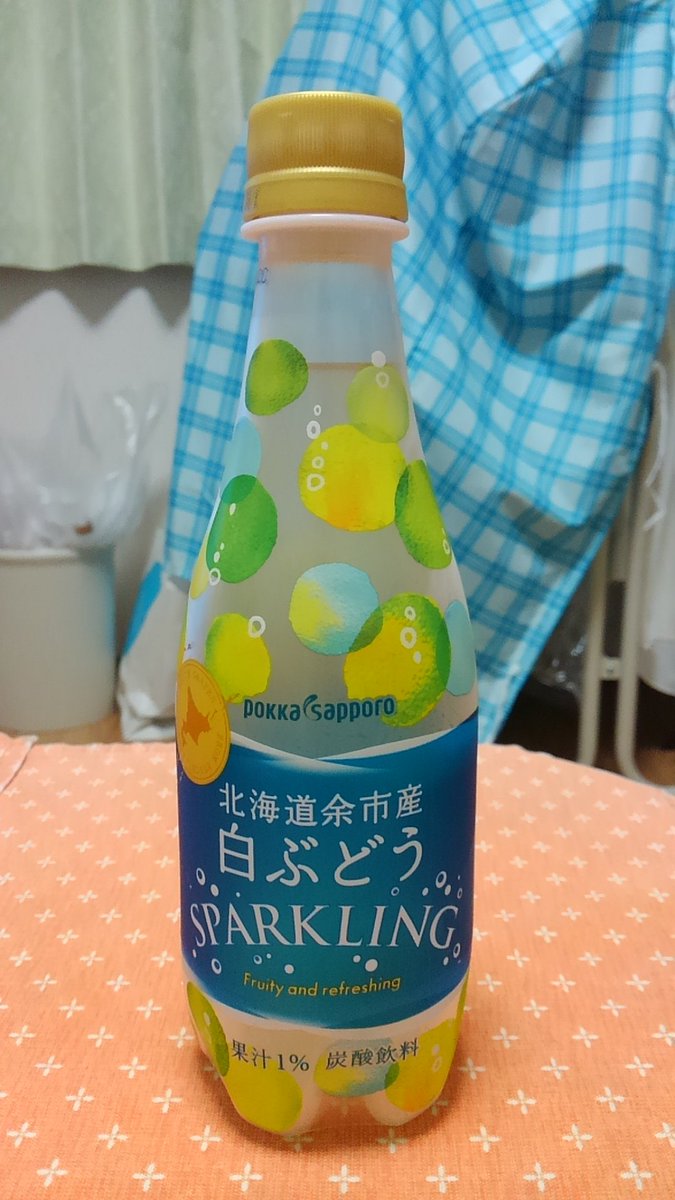 pokka sapporo
北海道余市産
白ぶどう
SPARKLING
Fruity and refreshing
果汁1% 炭酸飲料